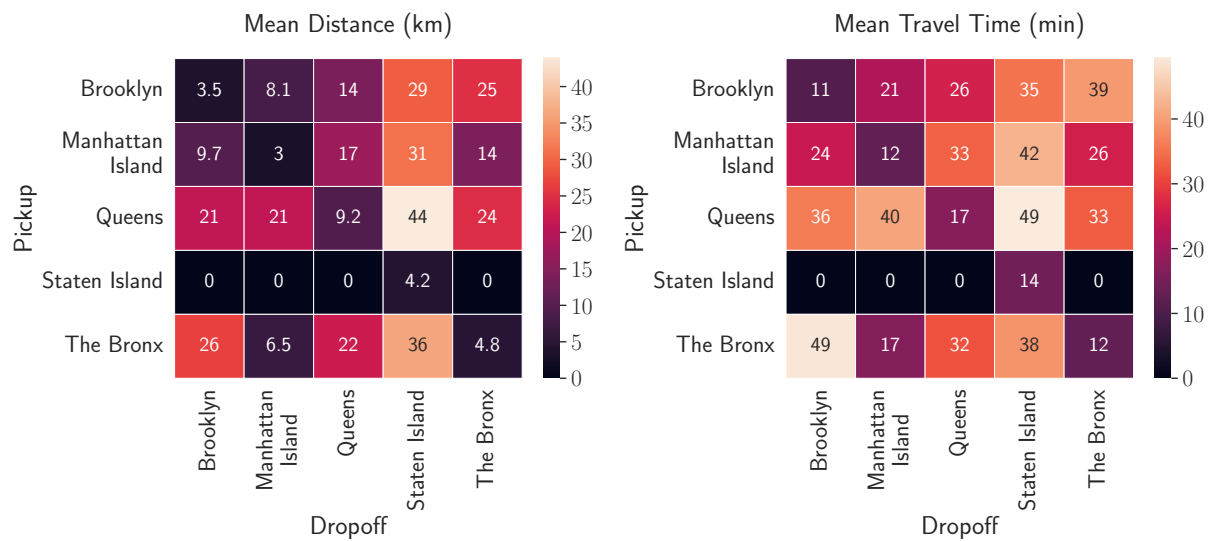 Mean Distance (km)
Mean Travel Time (min)
Pickup
Brooklyn 3.5 8.1 14 29 25
Manhattan
Island
9.7 3 17 31 14
Queens 21 21 9.2 44 24
Staten Island 0 0 0 4.2 0
The Bronx 26 6.5 22 36 4.8
Brooklyn
Manhattan
Island
Queens
Staten Island
The Bronx
Dropoff
40
35
30
25
20
15
10
5
0
Pickup
Brooklyn 11 21 26 35 39
Manhattan
Island
24 12 33 42 26
Queens 36 40 17 49 33
Staten Island 0 0 0 14 0
The Bronx 49 17 32 38 12
Brooklyn
Manhattan
Island
Queens
Staten Island
The Bronx
Dropoff
40
30
20
10
0